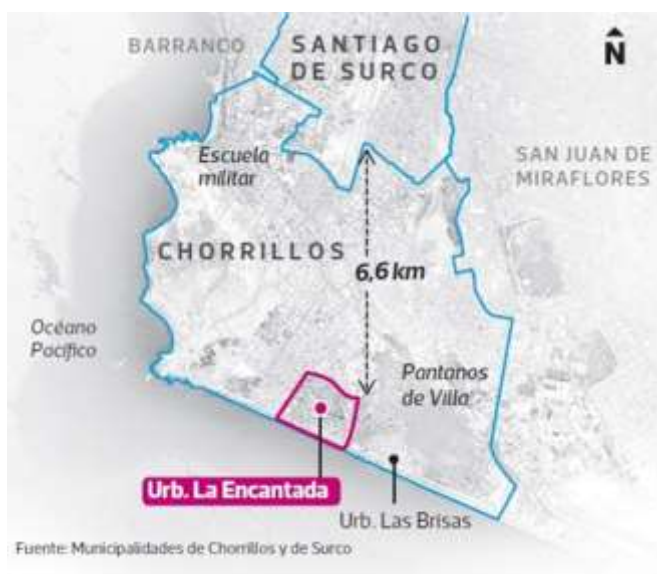 BARRANCO
SANTIAGO
DE SURCO
N
Escuela
militar
SAN JUAN DE
MIRAFLORES
CHORRILLOS
6,6 km
Océano
Pacífico
Pantanos
de Villa
Urb. La Encantada
Urb. Las Brisas
Fuente: Municipalidades de Chorrillos y de Surco